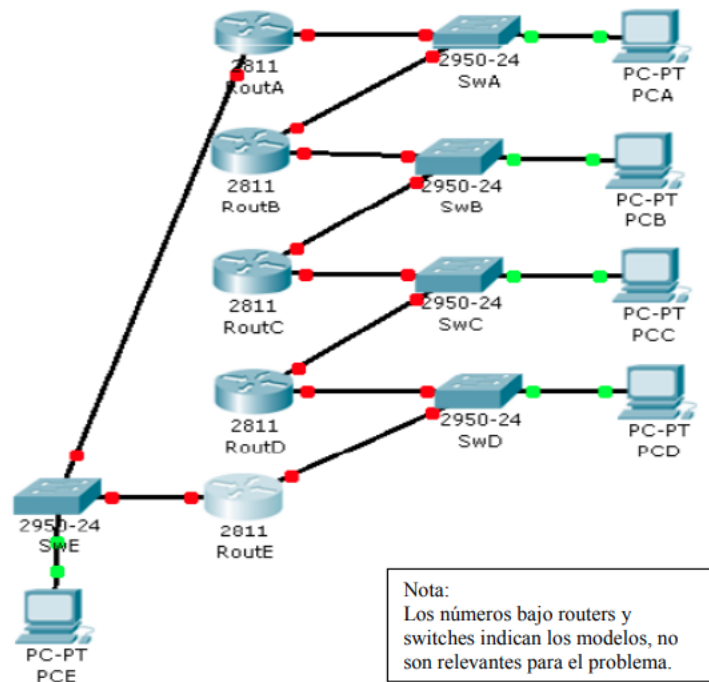 2811
RoutA
2950-24
SwA
PC-PT
PCA
2811
RoutB
2950-24
SwB
PC-PT
PCB
2811
RoutC
2950-24
SwC
PC-PT
PCC
2811
RoutD
2950-24
SwD
PC-PT
PCD
2950-24
SwE
2811
RoutE
PC-PT
PCE
Nota:
Los números bajo routers y
switches indican los modelos, no
son relevantes para el problema.